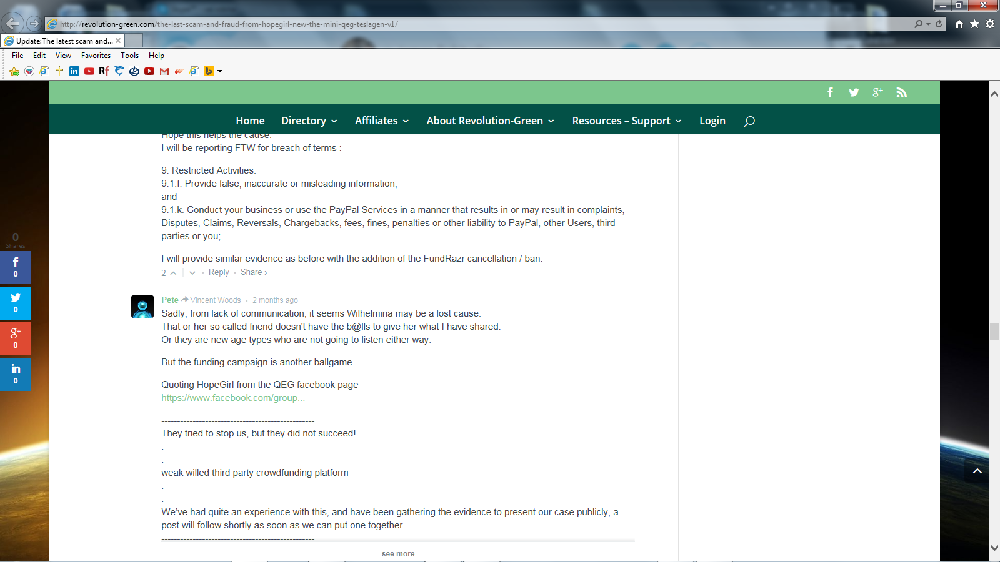 http://revolution-green.com/the-last-scam-and-fraud-from-hopegirl-new-the-mini-qeg-teslagen-v1/
Update:The latest scam and...
File Edit View Favorites Tools Help
Home Directory Affiliates About Revolution-Green Resources – Support Login
Hope this helps the cause.
I will be reporting FTW for breach of terms :
9. Restricted Activities.
9.1.f. Provide false, inaccurate or misleading information;
and
9.1.k. Conduct your business or use the PayPal Services in a manner that results in or may result in complaints,
Disputes, Claims, Reversals, Chargebacks, fees, fines, penalties or other liability to PayPal, other Users, third
parties or you;
I will provide similar evidence as before with the addition of the FundRazr cancellation / ban.
2 Reply • Share ›
0
Shares
0
0
0
0
Pete Vincent Woods • 2 months ago
Sadly, from lack of communication, it seems Wilhelmina may be a lost cause.
That or her so called friend doesn't have the b@lls to give her what I have shared.
Or they are new age types who are not going to listen either way.
But the funding campaign is another ballgame.
Quoting HopeGirl from the QEG facebook page
https://www.facebook.com/group...
-------------------------------------------------
They tried to stop us, but they did not succeed!
.
.
weak willed third party crowdfunding platform
.
.
We've had quite an experience with this, and have been gathering the evidence to present our case publicly, a
post will follow shortly as soon as we can put one together.
-------------------------------------------------
see more